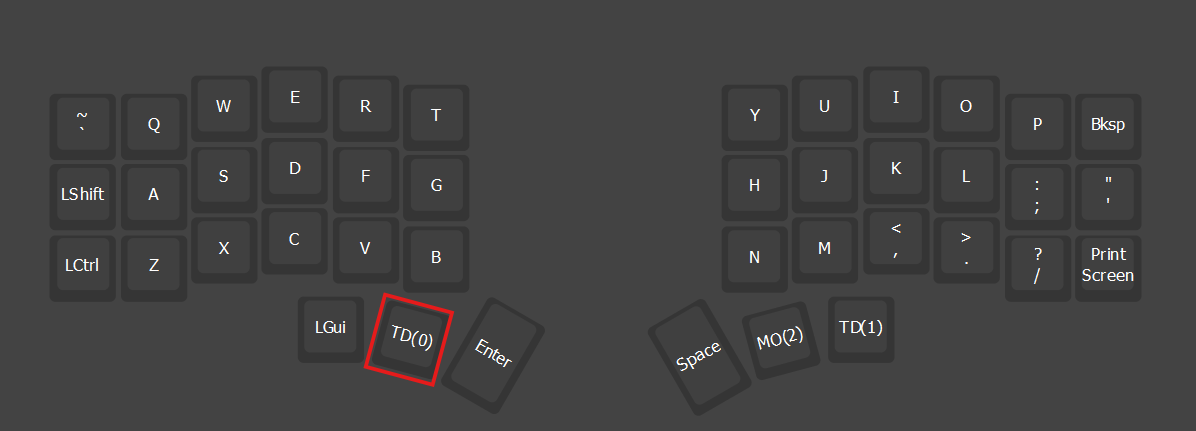 ~
`
Q
W
E
R
T
Y
U
I
O
P
Bksp
LShift
A
S
D
F
G
H
J
K
L
:
;
"
'
LCtrl
Z
X
C
V
B
N
M
<
,
>
.
?
/
Print
Screen
LGui
TD(0)
Enter
Space
MO(2)
TD(1)